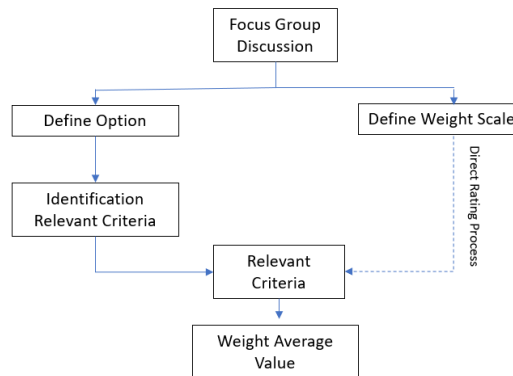 Focus Group
Discussion
Define Option
Define Weight Scale
Direct Rating Process
Identification
Relevant Criteria
Relevant
Criteria
Weight Average
Value